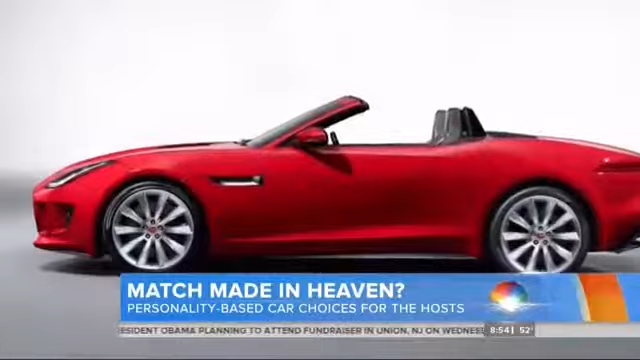 MATCH MADE IN HEAVEN?
PERSONALITY-BASED CAR CHOICES FOR THE HOSTS
ESIDENT OBAMA PLANNING TO ATTEND FUNDRAISER IN UNION, NJ ON WEDNES
8:54 52°